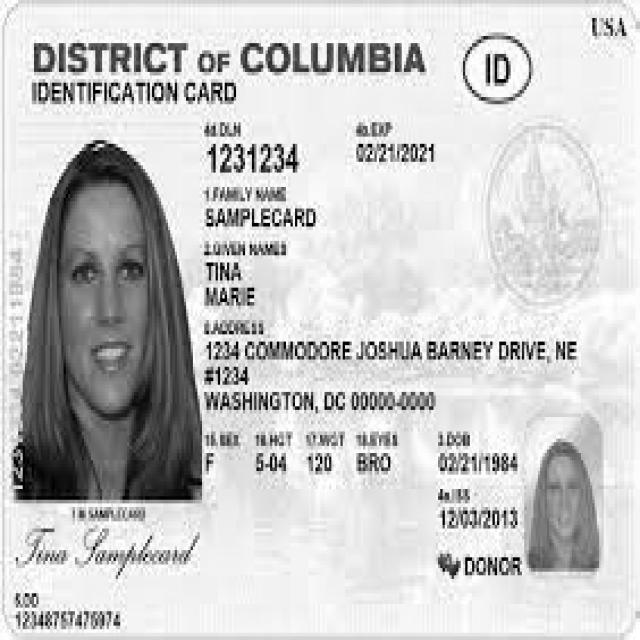 USA
DISTRICT OF COLUMBIA
ID
IDENTIFICATION CARD
4d.DLN 4b.EXP
1231234 02/21/2021
1.FAMILY NAME
SAMPLECARD
2.GIVEN NAMES
TINA
MARIE
8.ADDRESS
1234 COMMODORE JOSHUA BARNEY DRIVE, NE
#1234
WASHINGTON, DC 00000-0000
15.SEX 16.HGT 17.WGT 18.EYES 3.DOB
F 5-04 120 BRO 02/21/1984
4a.ISS
12/03/2013
T M SAMPLECARD
Tina Samplecard
DONOR
5.DD